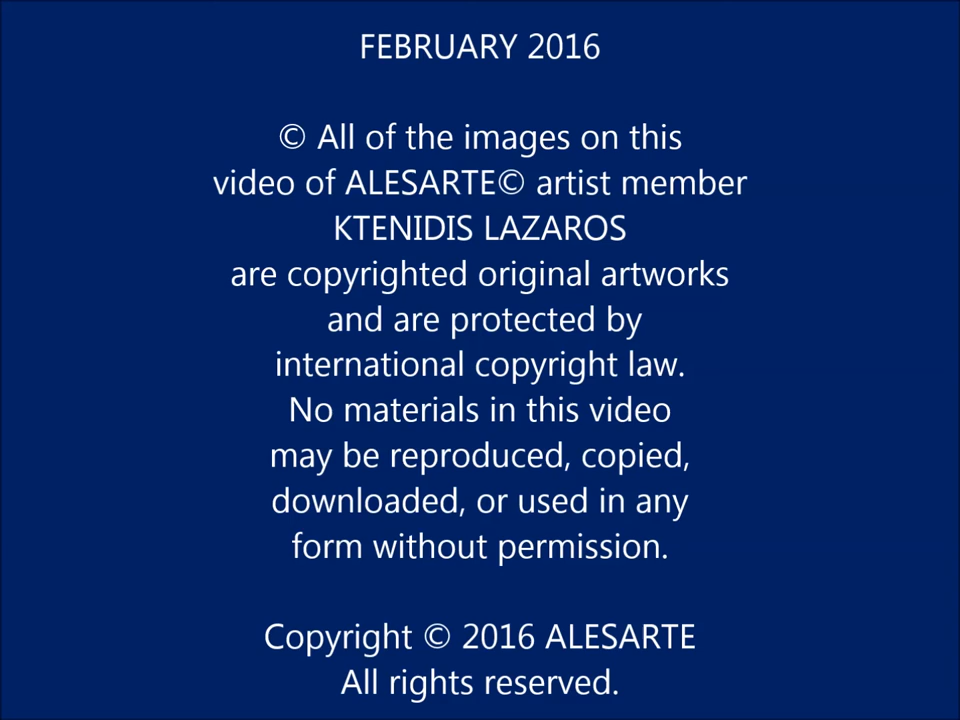 FEBRUARY 2016
© All of the images on this
video of ALESARTE© artist member
KTENIDIS LAZAROS
are copyrighted original artworks
and are protected by
international copyright law.
No materials in this video
may be reproduced, copied,
downloaded, or used in any
form without permission.
Copyright © 2016 ALESARTE
All rights reserved.